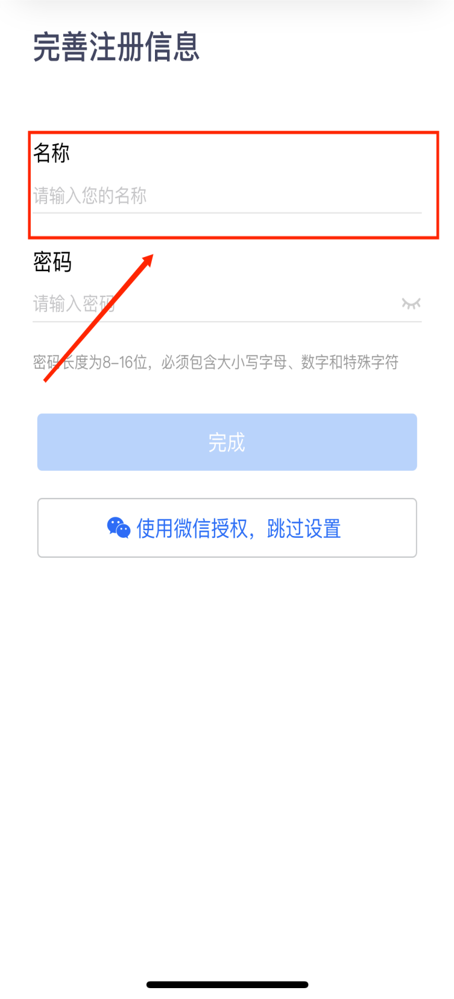 完善注册信息
名称
请输入您的名称
密码
请输入密码
密码长度为8-16位，必须包含大小写字母、数字和特殊字符
完成
使用微信授权，跳过设置